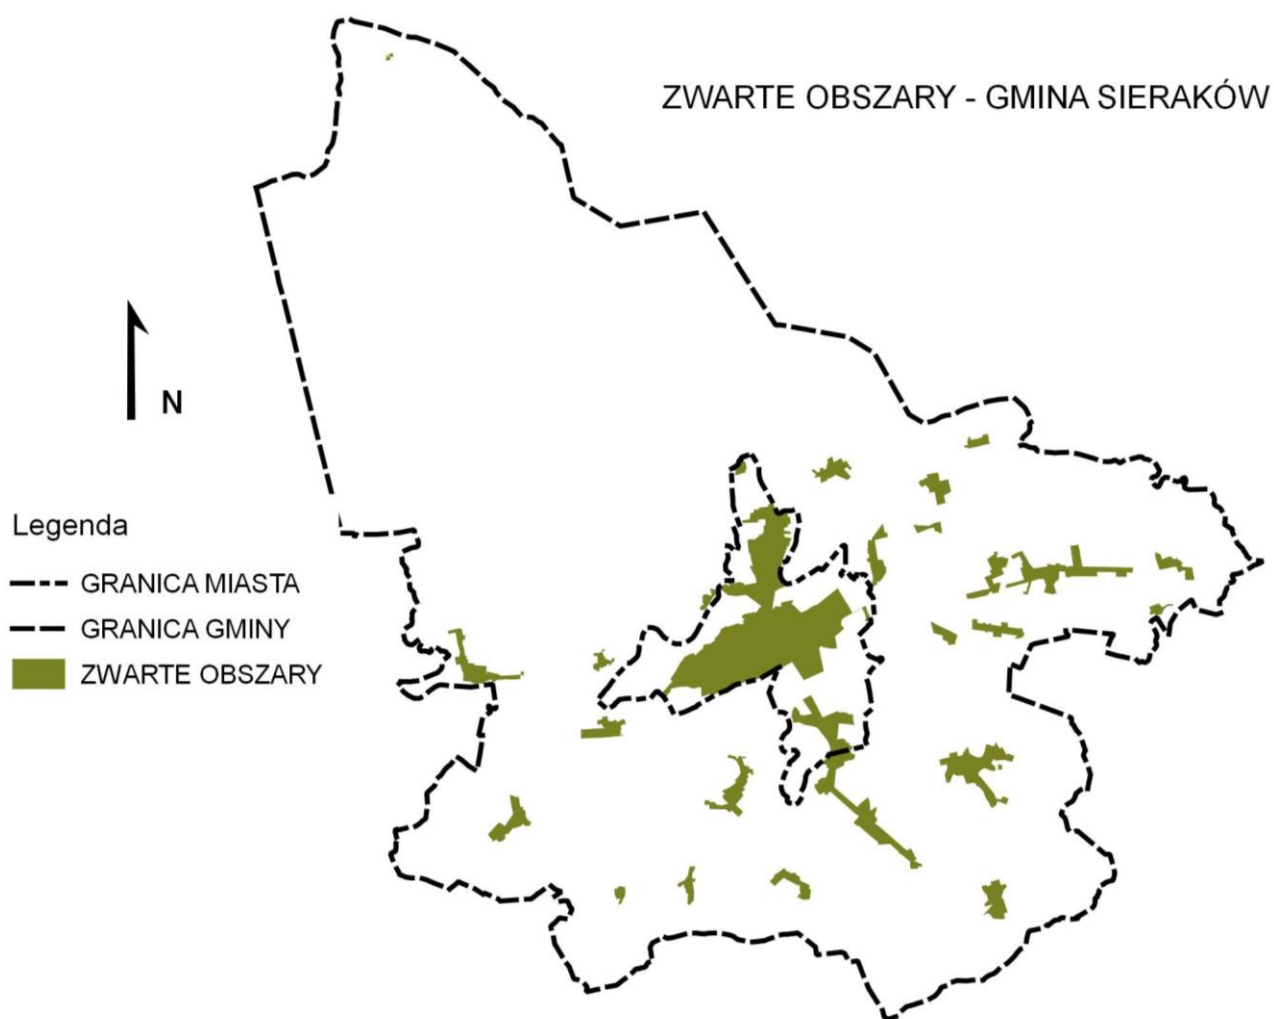 ZWARTE OBSZARY - GMINA SIERAKÓW
N
Legenda
GRANICA MIASTA
GRANICA GMINY
ZWARTE OBSZARY